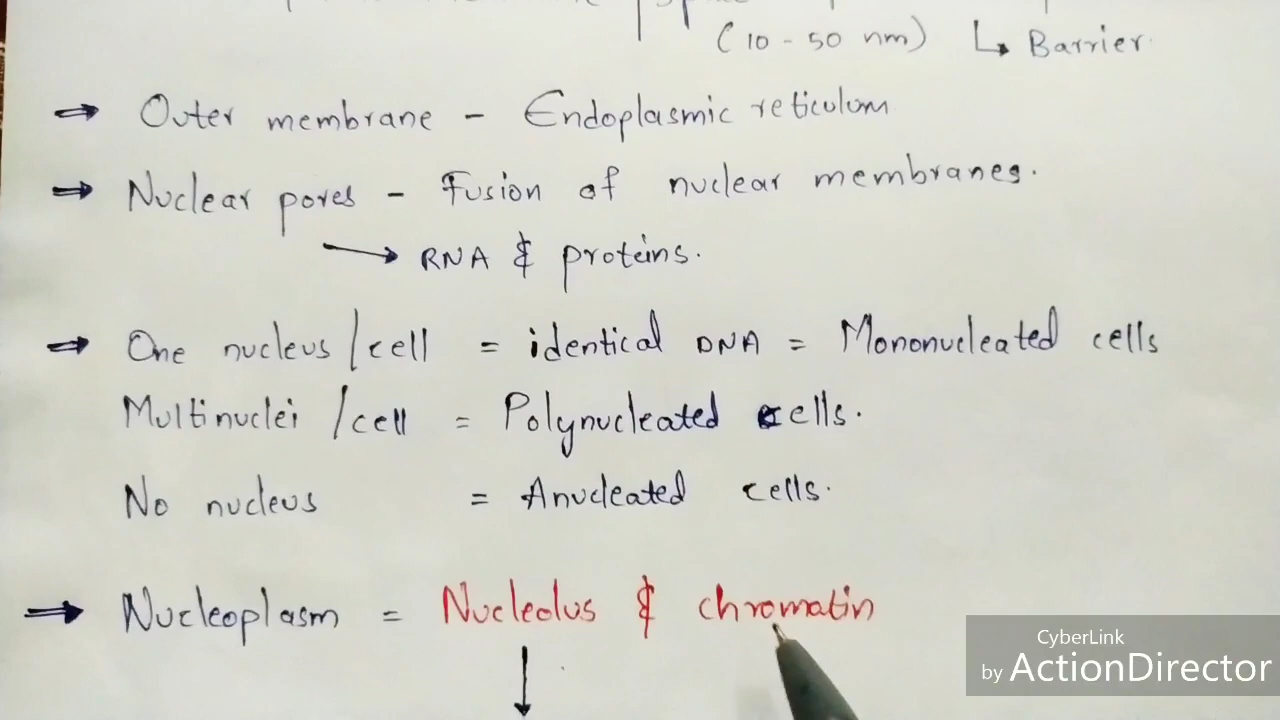 (10 - 50 nm) ↳ Barrier.
⇒ Outer membrane - Endoplasmic reticulum
⇒ Nuclear pores - Fusion of nuclear membranes.
→ RNA & proteins.
⇒ One nucleus / cell = identical DNA = Mononucleated cells
Multinuclei / cell = Polynucleated cells.
No nucleus = Anucleated cells.
⇒ Nucleoplasm = Nucleolus & chromatin
↓
CyberLink
by ActionDirector